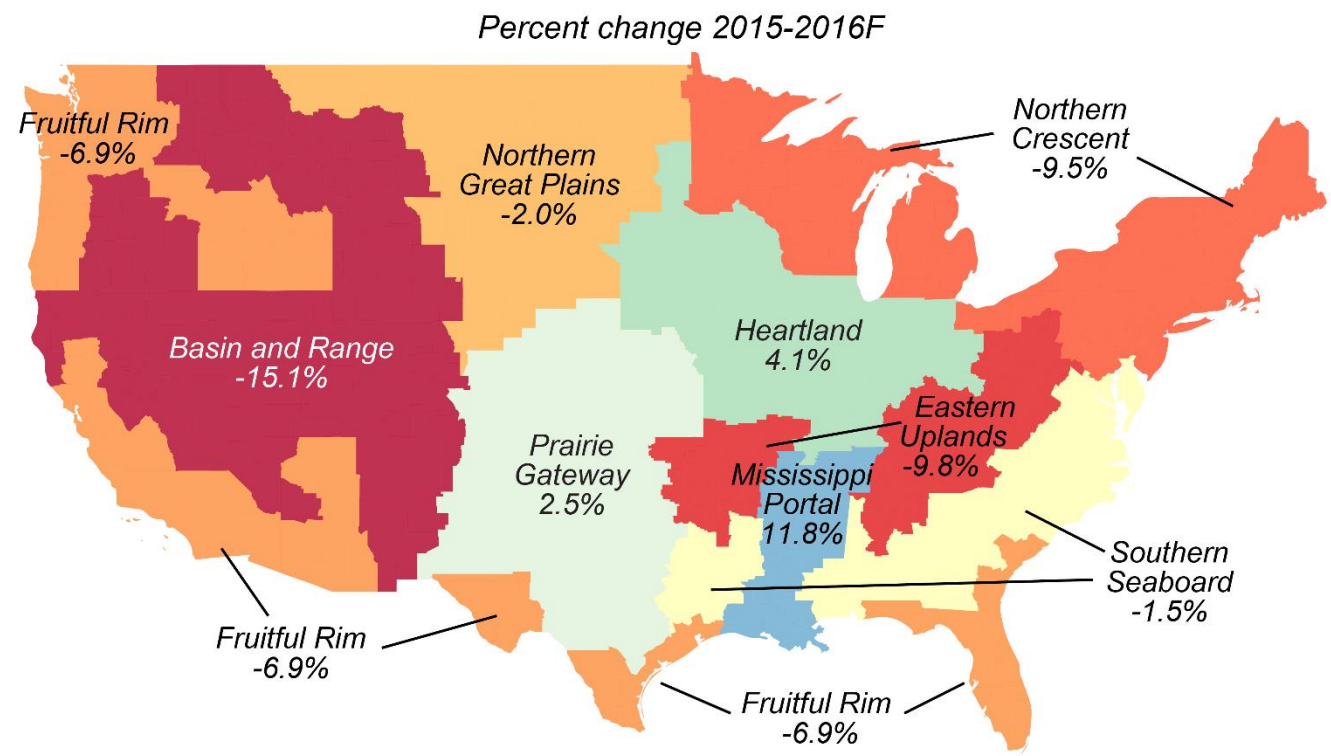 Percent change 2015-2016F
Fruitful Rim
-6.9%
Northern
Great Plains
-2.0%
Northern
Crescent
-9.5%
Basin and Range
-15.1%
Heartland
4.1%
Prairie
Gateway
2.5%
Eastern
Uplands
-9.8%
Mississippi
Portal
11.8%
Southern
Seaboard
-1.5%
Fruitful Rim
-6.9%
Fruitful Rim
-6.9%